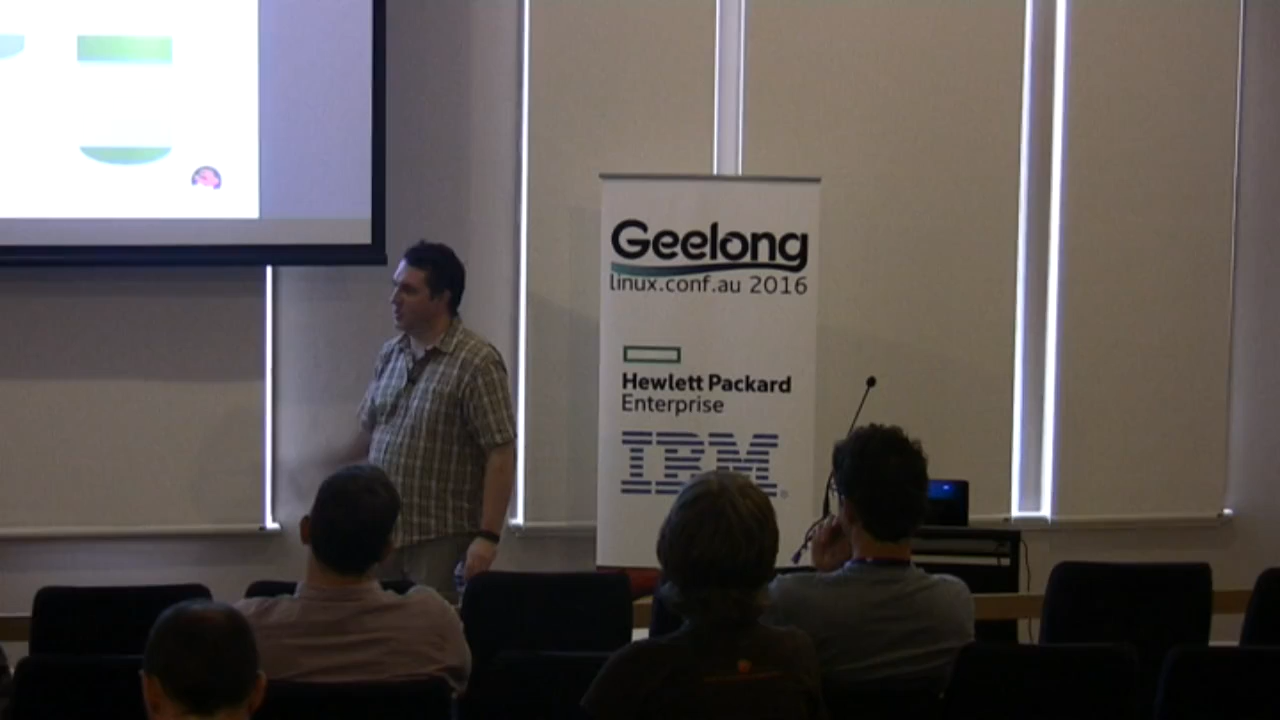 Geelong
linux.conf.au 2016
Hewlett Packard
Enterprise
IBM®